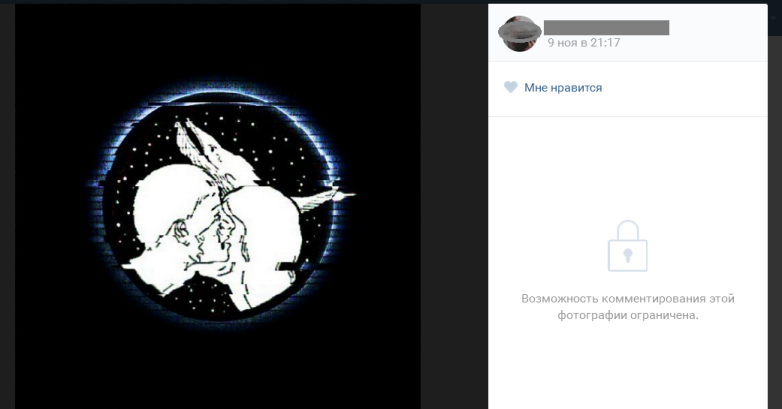 9 ноя в 21:17
Мне нравится
Возможность комментирования этой
фотографии ограничена.